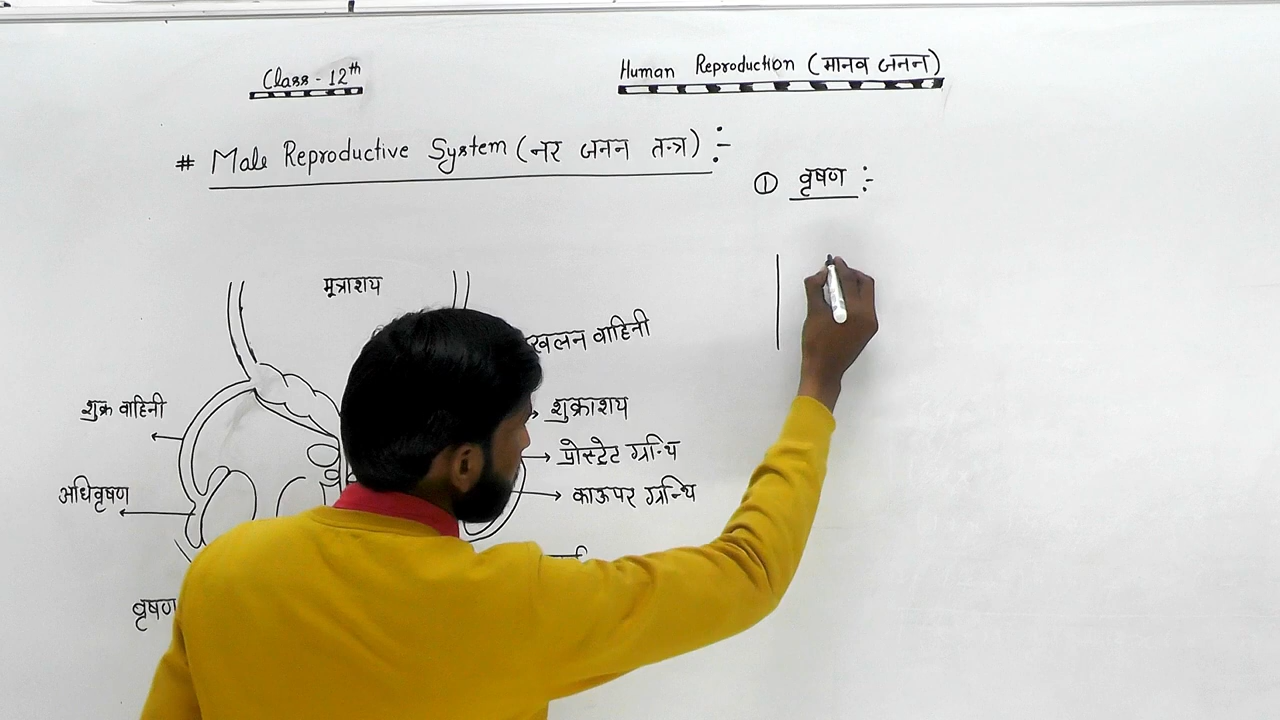 Class - 12th
Human Reproduction (मानव जनन)
# Male Reproductive System (नर जनन तन्त्र) :-
① वृषण :-
मूत्राशय
स्खलन वाहिनी
शुक्र वाहिनी
शुक्राशय
प्रोस्टेट ग्रन्थि
अधिवृषण
काऊपर ग्रन्थि
वृषण